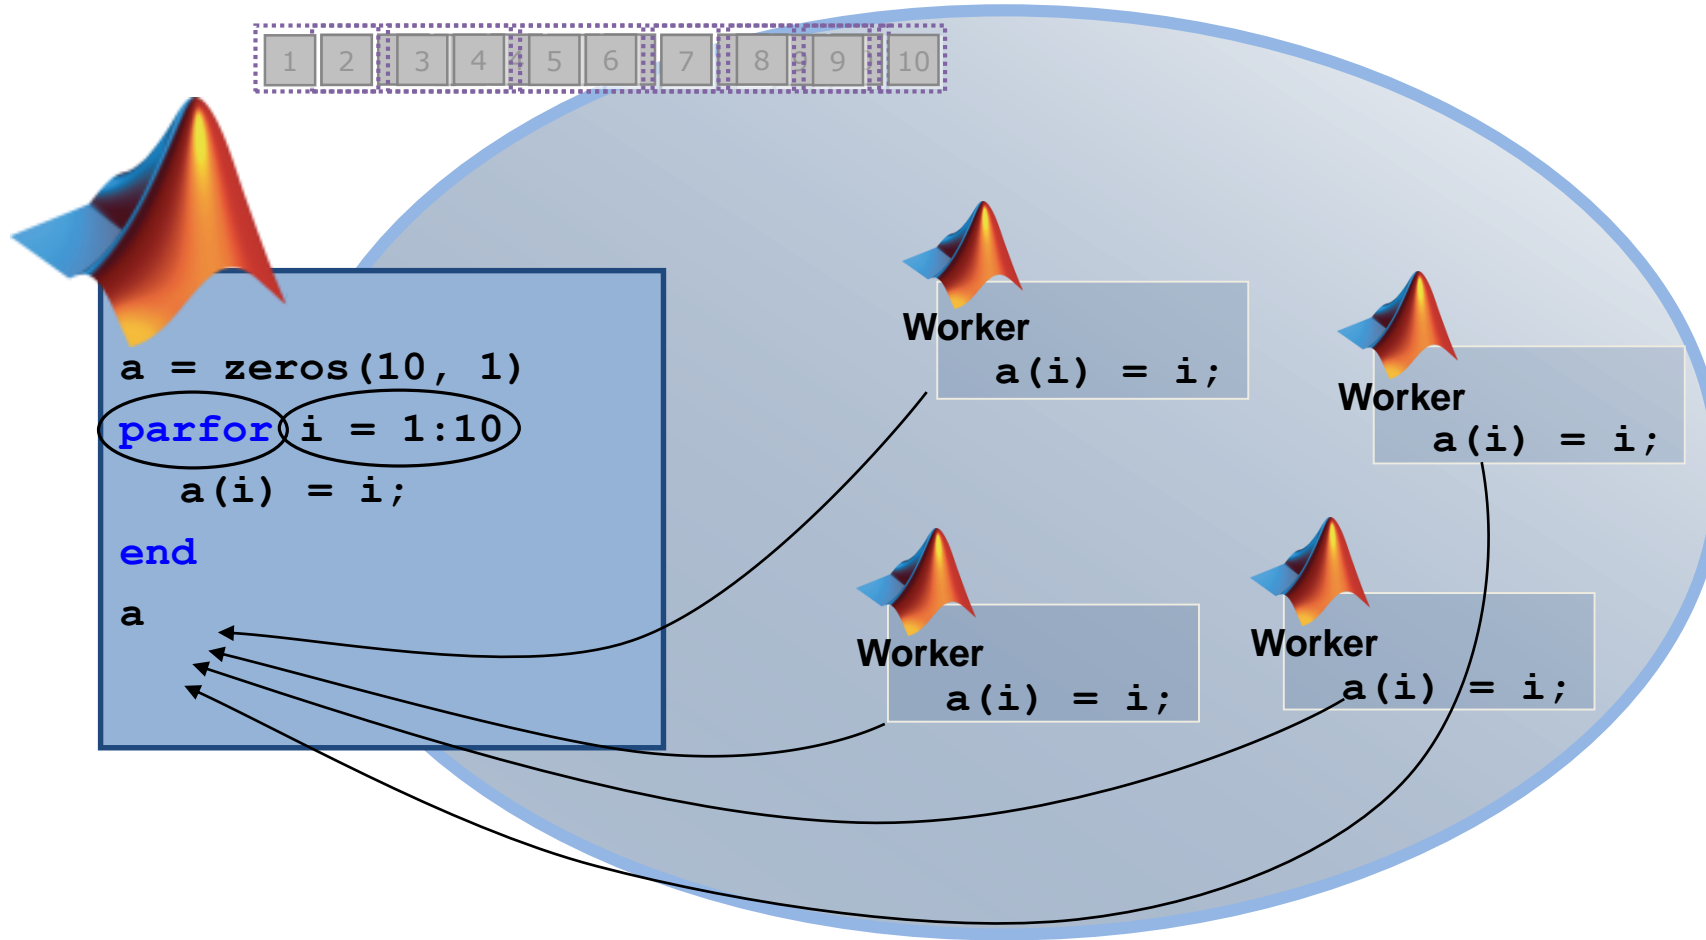 1 2 3 4 5 6 7 8 9 10
a = zeros(10, 1)
parfor i = 1:10
a(i) = i;
end
a
Worker
a(i) = i;
Worker
a(i) = i;
Worker
a(i) = i;
Worker
a(i) = i;